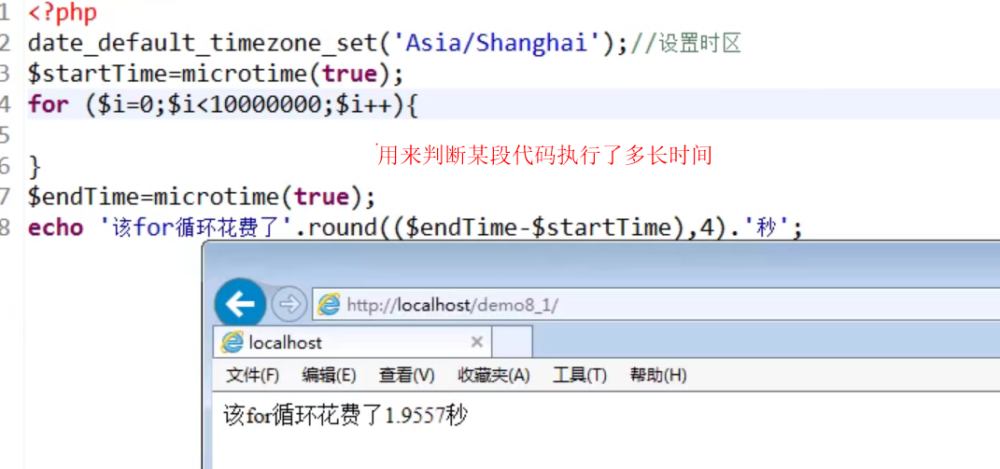 1 <?php
2 date_default_timezone_set('Asia/Shanghai');//设置时区
3 $startTime=microtime(true);
4 for ($i=0;$i<10000000;$i++){
5
用来判断某段代码执行了多长时间
6 }
7 $endTime=microtime(true);
8 echo '该for循环花费了'.round(($endTime-$startTime),4).'秒';
http://localhost/demo8_1/
localhost
文件(F) 编辑(E) 查看(V) 收藏夹(A) 工具(T) 帮助(H)
该for循环花费了1.9557秒